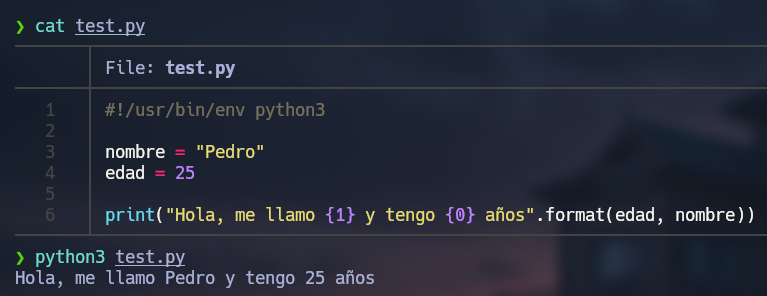 ❯ cat test.py
File: test.py
1 #!/usr/bin/env python3
2
3 nombre = "Pedro"
4 edad = 25
5
6 print("Hola, me llamo {1} y tengo {0} años".format(edad, nombre))
❯ python3 test.py
Hola, me llamo Pedro y tengo 25 años